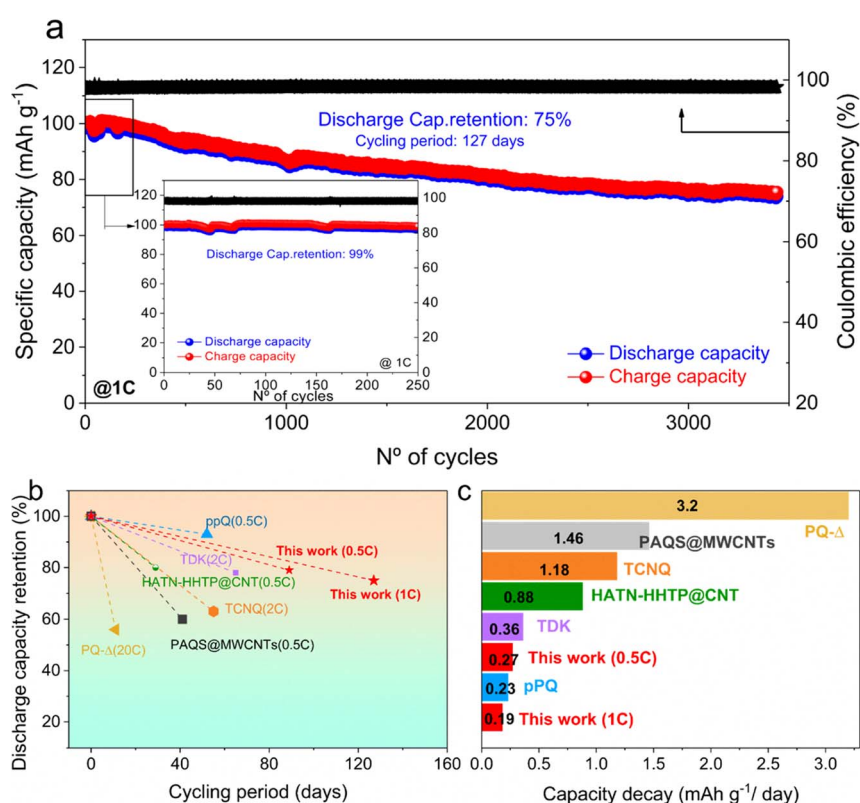 a
Specific capacity (mAh g⁻¹)
120
100
80
60
40
20
0
Discharge Cap.retention: 75%
Cycling period: 127 days
@1C
Discharge capacity
Charge capacity
0
1000
2000
3000
Nº of cycles
100
80
60
40
20
Coulombic efficiency (%)
120
100
80
60
40
20
0
Discharge Cap.retention: 99%
Discharge capacity
Charge capacity
@ 1C
0
50
100
150
200
250
Nº of cycles
100
80
60
40
20
0
b
Discharge capacity retention (%)
100
80
60
40
20
ppQ(0.5C)
TDK(2C)
This work (0.5C)
HATN-HHTP@CNT(0.5C)
This work (1C)
TCNQ(2C)
PQ-Δ(20C)
PAQS@MWCNTs(0.5C)
0
40
80
120
160
Cycling period (days)
c
3.2
PQ-Δ
1.46
PAQS@MWCNTs
1.18
TCNQ
0.88
HATN-HHTP@CNT
0.36
TDK
0.27
This work (0.5C)
0.23
pPQ
0.19
This work (1C)
0.0
0.5
1.0
1.5
2.0
2.5
3.0
Capacity decay (mAh g⁻¹/ day)